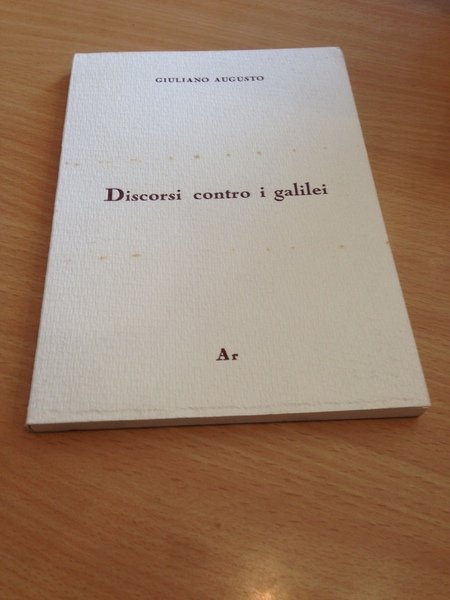 GIULIANO AUGUSTO
Discorsi contro i galilei
Ar